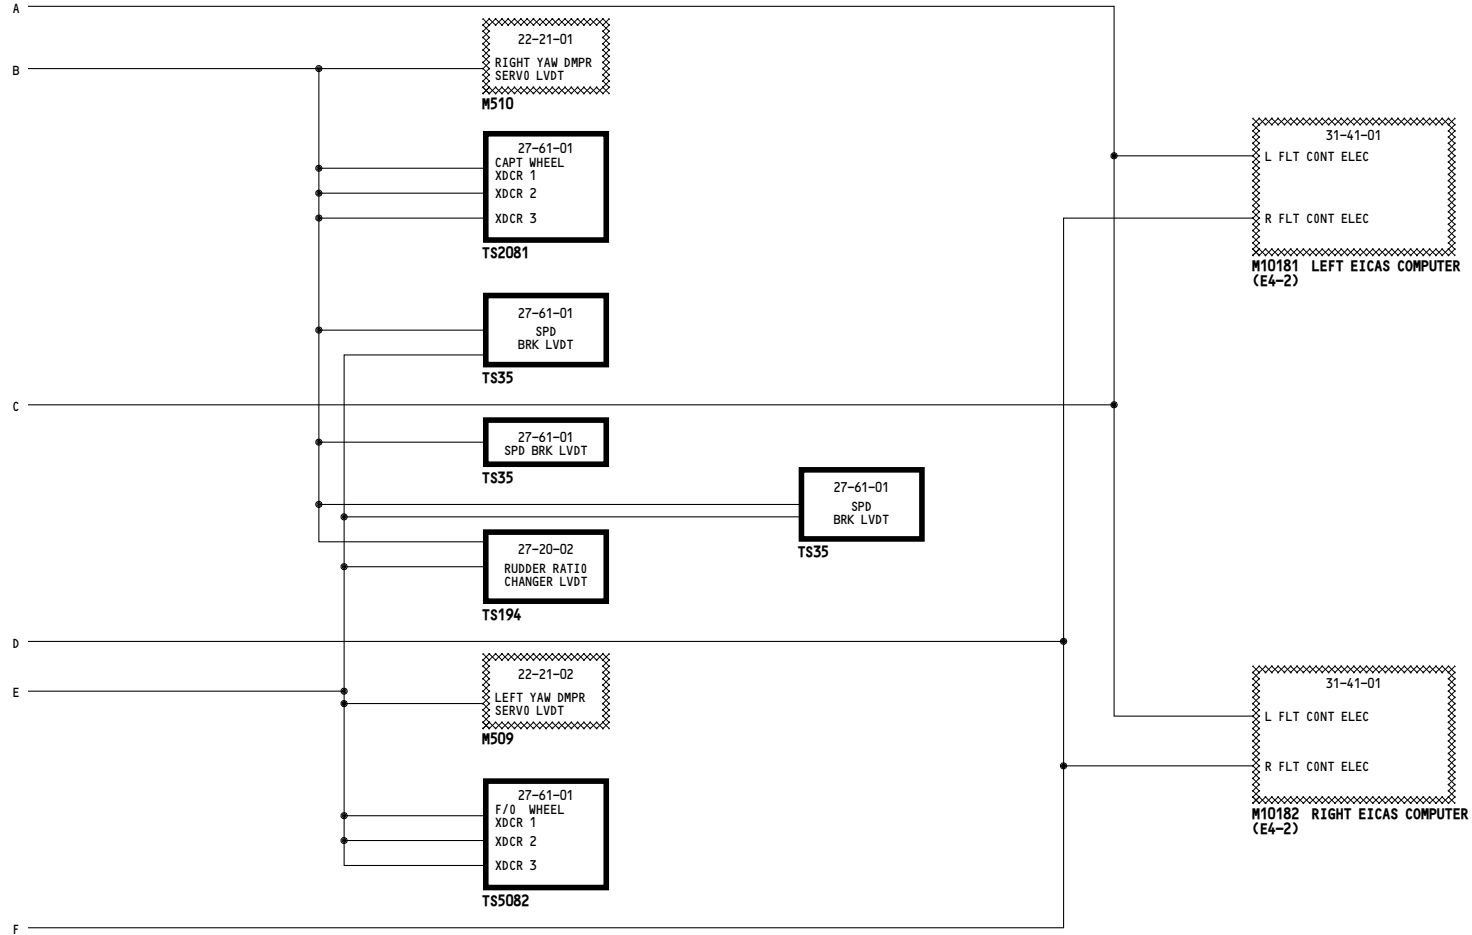 A
22-21-01
RIGHT YAW DMPR
SERVO LVDT
M510
B
27-61-01
CAPT WHEEL
XDCR 1
XDCR 2
XDCR 3
TS2081
31-41-01
L FLT CONT ELEC
R FLT CONT ELEC
M10181 LEFT EICAS COMPUTER
(E4-2)
27-61-01
SPD
BRK LVDT
TS35
C
27-61-01
SPD BRK LVDT
TS35
27-61-01
SPD
BRK LVDT
TS35
27-20-02
RUDDER RATIO
CHANGER LVDT
TS194
D
22-21-02
LEFT YAW DMPR
SERVO LVDT
M509
E
31-41-01
L FLT CONT ELEC
R FLT CONT ELEC
M10182 RIGHT EICAS COMPUTER
(E4-2)
27-61-01
F/O WHEEL
XDCR 1
XDCR 2
XDCR 3
TS5082
F